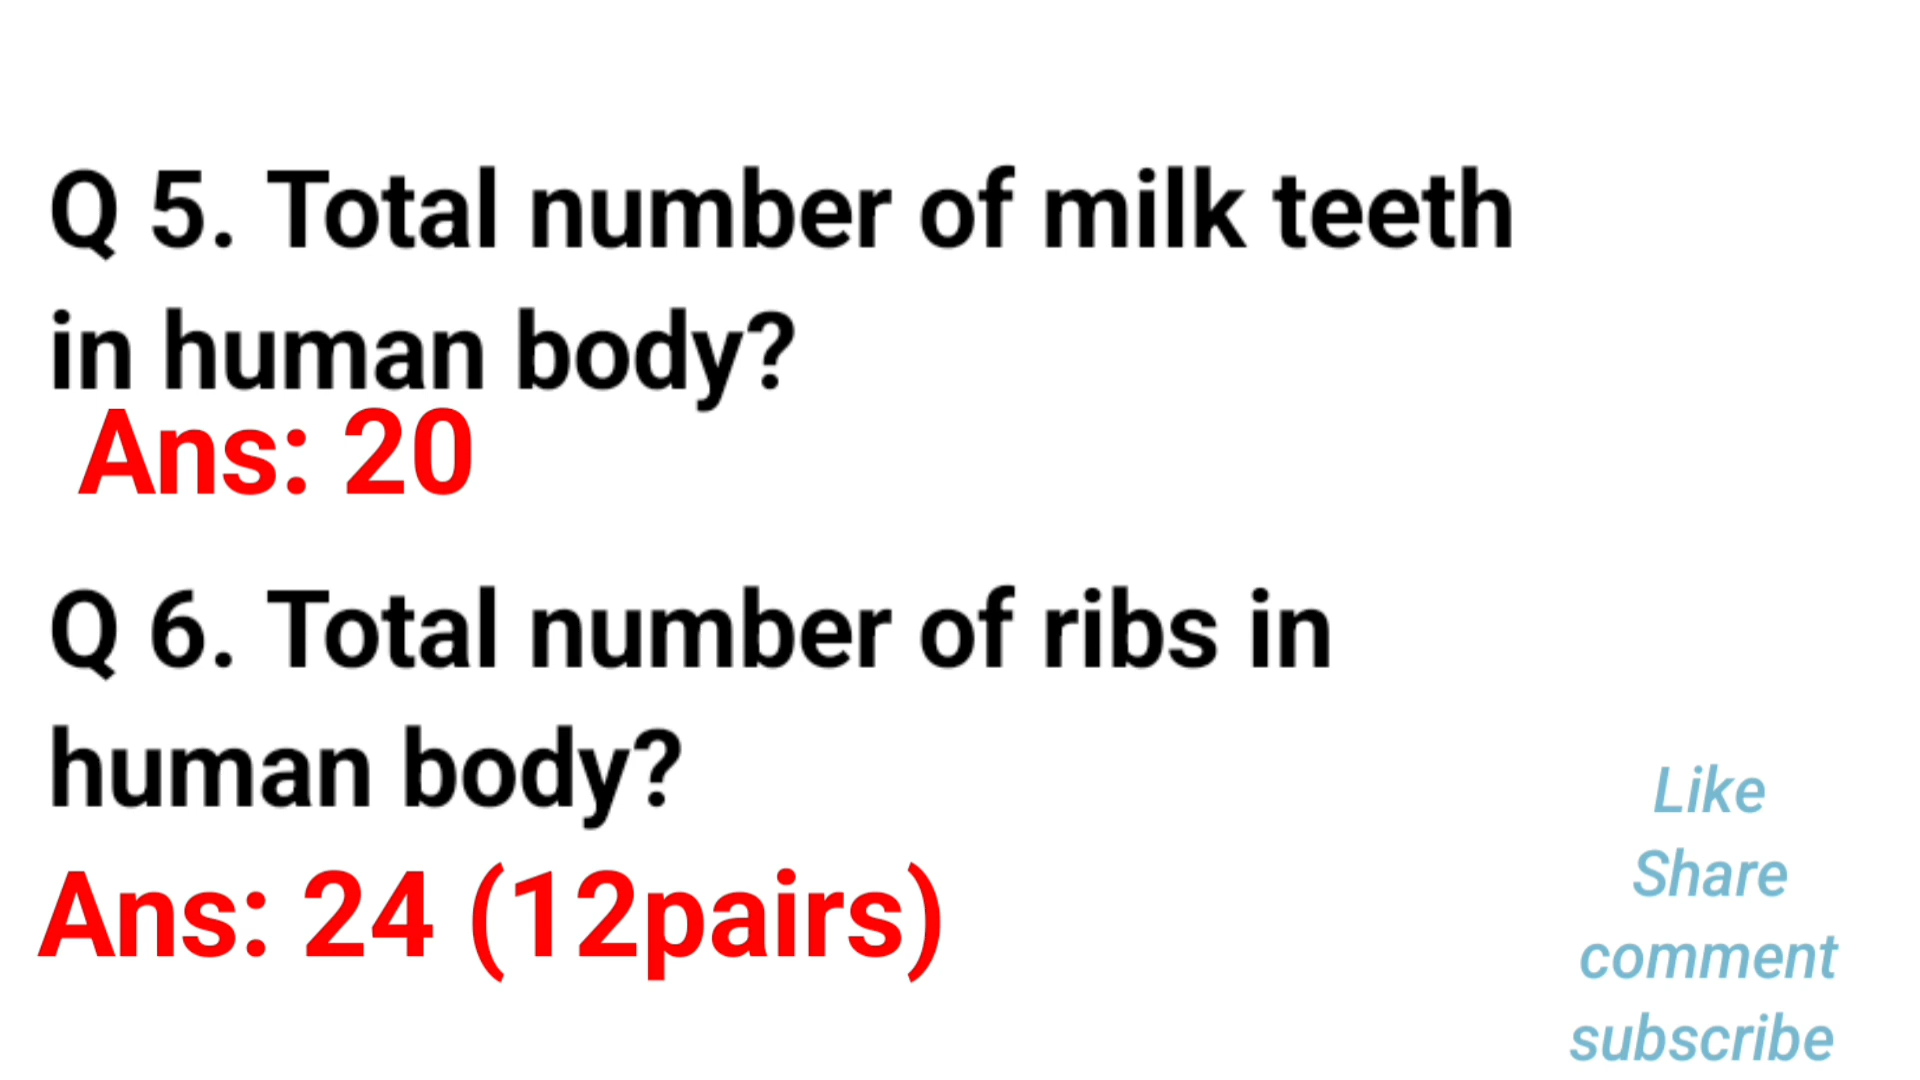 Q 5. Total number of milk teeth
in human body?
Ans: 20
Q 6. Total number of ribs in
human body?
Ans: 24 (12pairs)
Like
Share
comment
subscribe